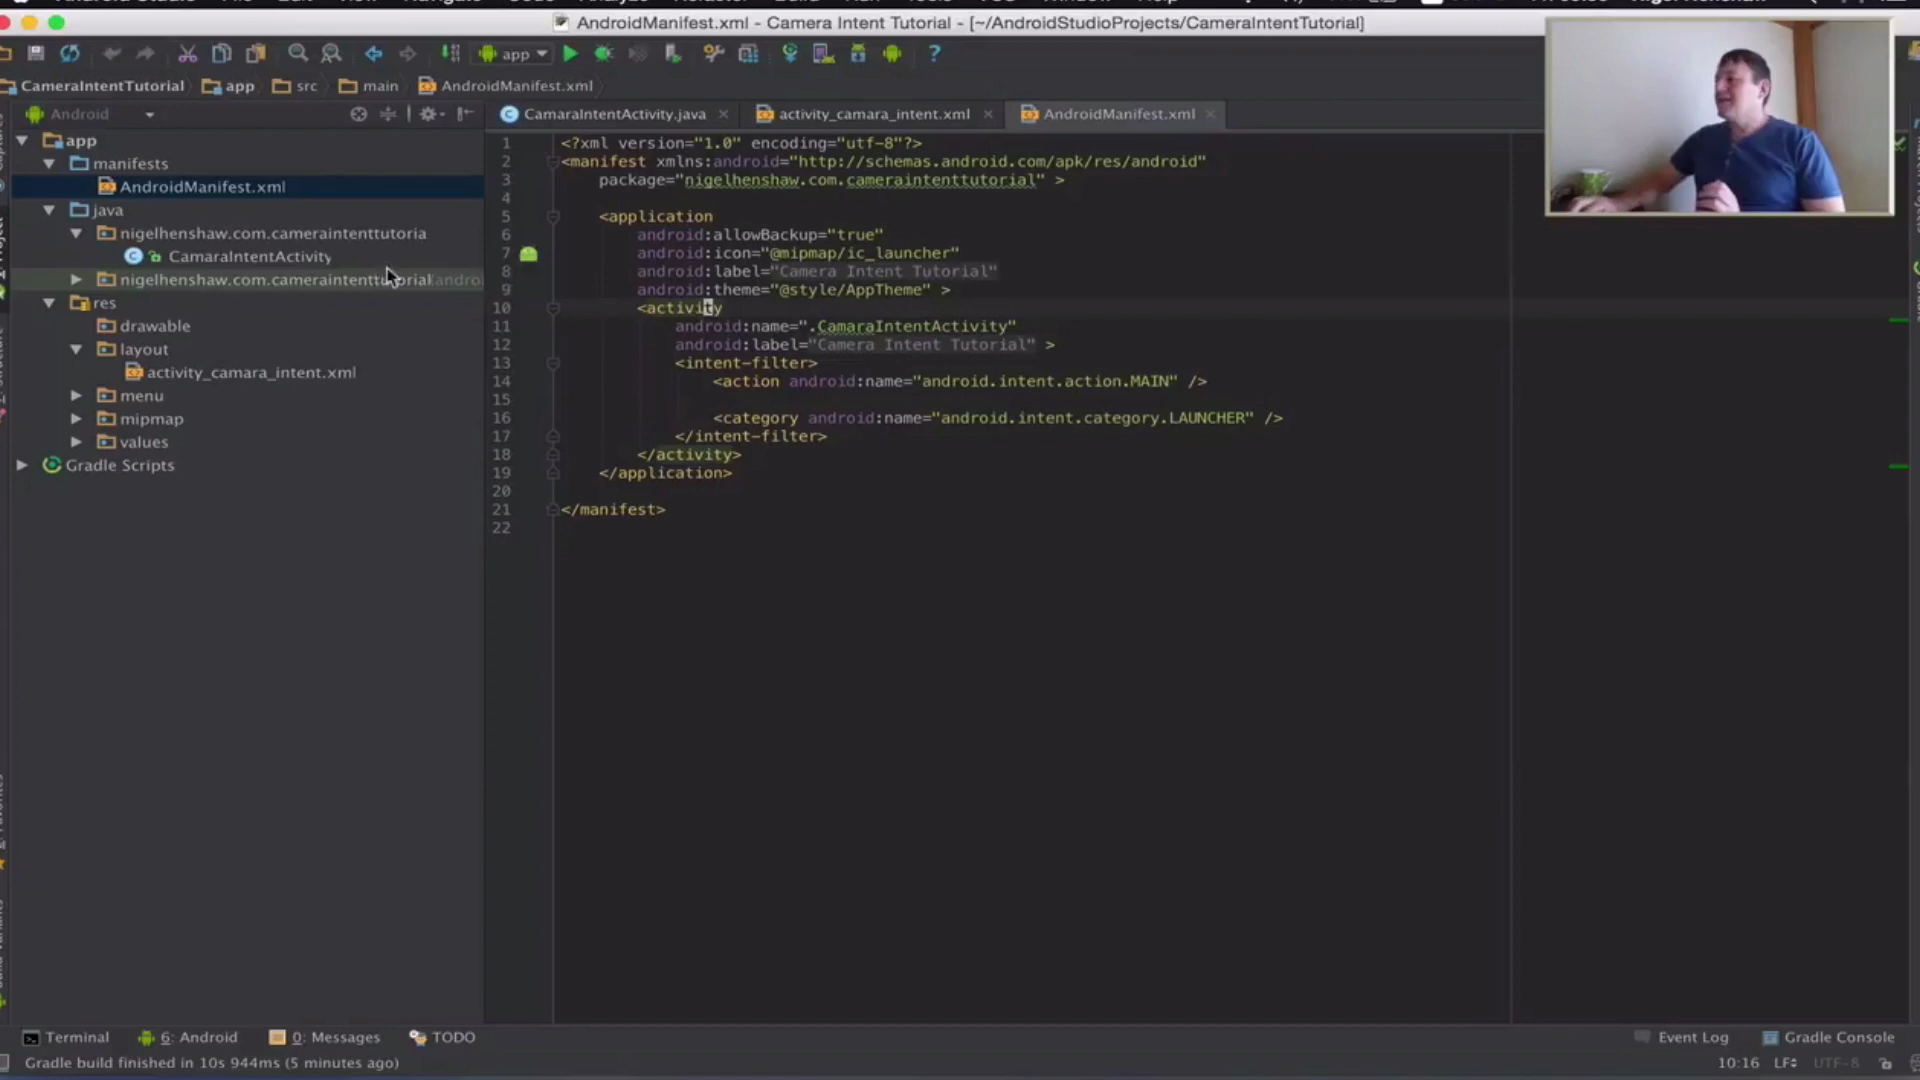 AndroidManifest.xml - Camera Intent Tutorial - [~/AndroidStudioProjects/CameraIntentTutorial]
app
?
CameraIntentTutorial app src main AndroidManifest.xml
Android
CamaraIntentActivity.java
activity_camara_intent.xml
AndroidManifest.xml
app
manifests
AndroidManifest.xml
java
nigelhenshaw.com.cameraintenttutoria
CamaraIntentActivity
nigelhenshaw.com.cameraintenttutorial
res
drawable
layout
activity_camara_intent.xml
menu
mipmap
values
Gradle Scripts
1 <?xml version="1.0" encoding="utf-8"?>
2 <manifest xmlns:android="http://schemas.android.com/apk/res/android"
3 package="nigelhenshaw.com.cameraintenttutorial" >
4
5 <application
6 android:allowBackup="true"
7 android:icon="@mipmap/ic_launcher"
8 android:label="Camera Intent Tutorial"
9 android:theme="@style/AppTheme" >
10 <activity
11 android:name=".CamaraIntentActivity"
12 android:label="Camera Intent Tutorial" >
13 <intent-filter>
14 <action android:name="android.intent.action.MAIN" />
15
16 <category android:name="android.intent.category.LAUNCHER" />
17 </intent-filter>
18 </activity>
19 </application>
20
21 </manifest>
22
Terminal 6: Android 0: Messages TODO
Event Log Gradle Console
Gradle build finished in 10s 944ms (5 minutes ago)
10:16 LF UTF-8